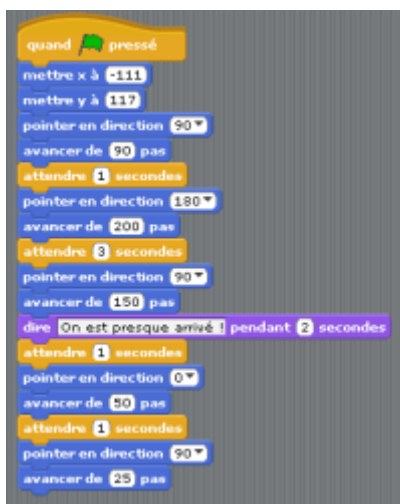 quand pressé
mettre x à -111
mettre y à 117
pointer en direction 90
avancer de 90 pas
attendre 1 secondes
pointer en direction 180
avancer de 200 pas
attendre 3 secondes
pointer en direction 90
avancer de 150 pas
dire On est presque arrivé ! pendant 2 secondes
attendre 1 secondes
pointer en direction 0
avancer de 50 pas
attendre 1 secondes
pointer en direction 90
avancer de 25 pas